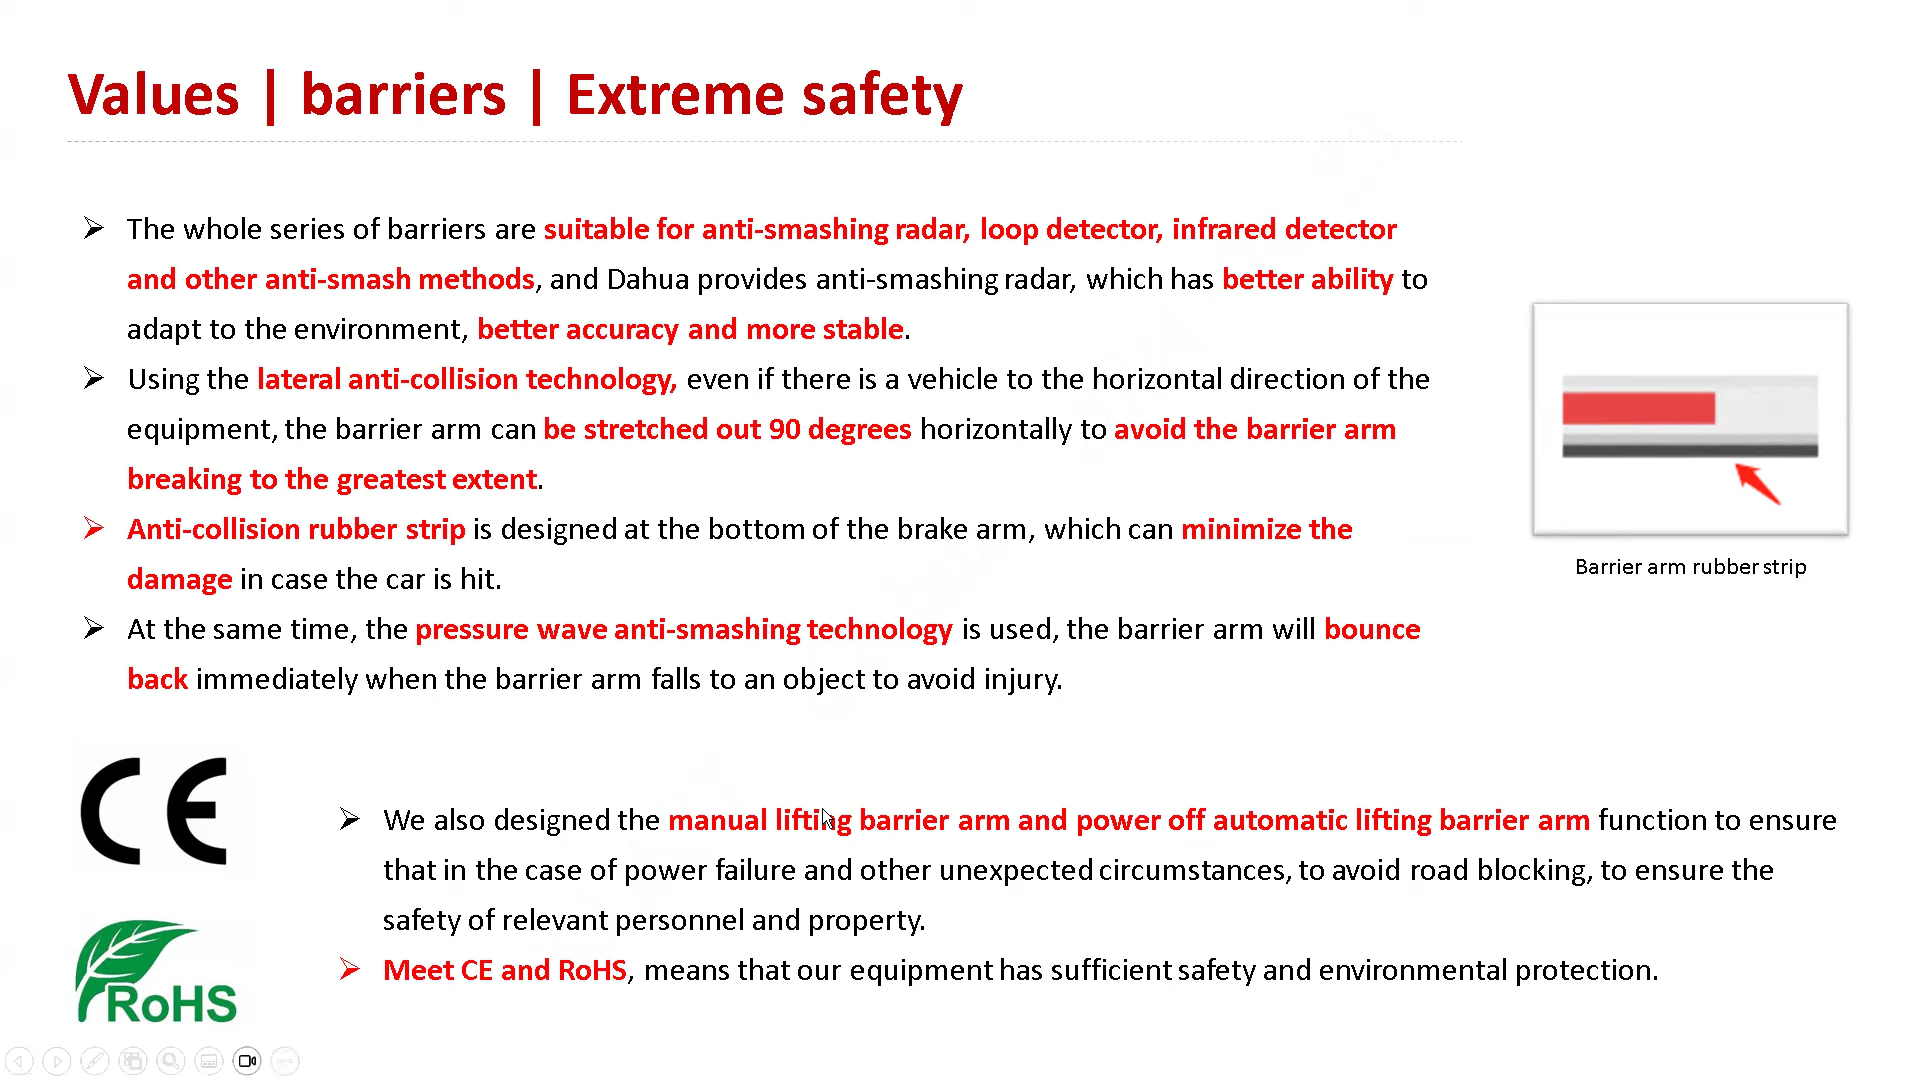 Values | barriers | Extreme safety
The whole series of barriers are suitable for anti-smashing radar, loop detector, infrared detector
and other anti-smash methods, and Dahua provides anti-smashing radar, which has better ability to
adapt to the environment, better accuracy and more stable.
Using the lateral anti-collision technology, even if there is a vehicle to the horizontal direction of the
equipment, the barrier arm can be stretched out 90 degrees horizontally to avoid the barrier arm
breaking to the greatest extent.
Anti-collision rubber strip is designed at the bottom of the brake arm, which can minimize the
damage in case the car is hit.
At the same time, the pressure wave anti-smashing technology is used, the barrier arm will bounce
back immediately when the barrier arm falls to an object to avoid injury.
Barrier arm rubber strip
CE
We also designed the manual lifting barrier arm and power off automatic lifting barrier arm function to ensure
that in the case of power failure and other unexpected circumstances, to avoid road blocking, to ensure the
safety of relevant personnel and property.
Meet CE and RoHS, means that our equipment has sufficient safety and environmental protection.
RoHS